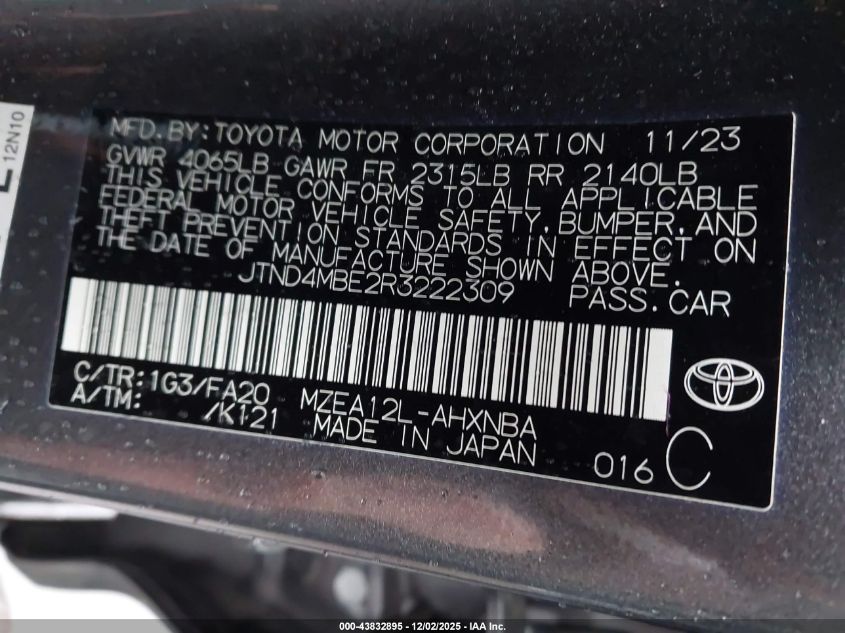 12N10
MFD. BY: TOYOTA MOTOR CORPORATION 11/23
GVWR 4065LB GAWR FR 2315LB RR 2140LB
THIS VEHICLE CONFORMS TO ALL APPLICABLE
FEDERAL MOTOR VEHICLE SAFETY, BUMPER, AND
THEFT PREVENTION STANDARDS IN EFFECT ON
THE DATE OF MANUFACTURE SHOWN ABOVE.
JTND4MBE2R3222309 PASS. CAR
C/TR: 1G3/FA20 MZEA12L-AHXNBA
A/TM: /K121 MADE IN JAPAN
016 C
000-43832895 - 12/02/2025 - IAA Inc.